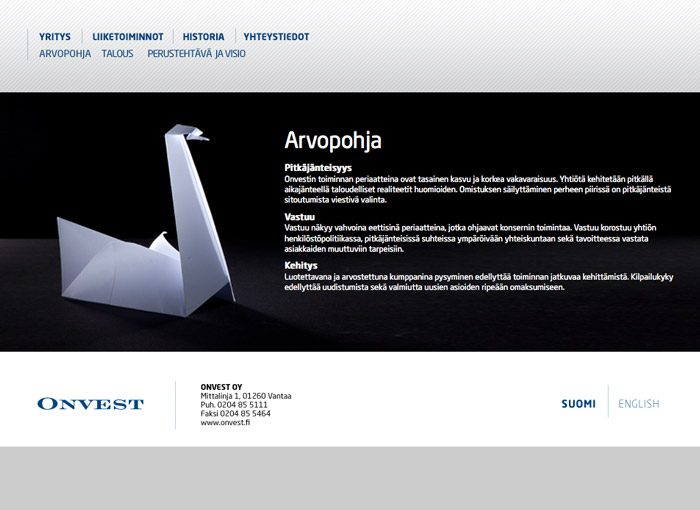 YRITYS LIIKETOIMINNOT HISTORIA YHTEYSTIEDOT
ARVOPOHJA TALOUS PERUSTEHTÄVÄ JA VISIO
Arvopohja
Pitkäjänteisyys
Onvestin toiminnan periaatteina ovat tasainen kasvu ja korkea vakavaraisuus. Yhtiötä kehitetään pitkällä
aikajänteellä taloudelliset realiteetit huomioiden. Omistuksen säilyttäminen perheen piirissä on pitkäjänteistä
sitoutumista viestivä valinta.
Vastuu
Vastuu näkyy vahvoina eettisinä periaatteina, jotka ohjaavat konsernin toimintaa. Vastuu korostuu yhtiön
henkilöstöpolitiikassa, pitkäjänteisissä suhteissa ympäröivään yhteiskuntaan sekä tavoitteessa vastata
asiakkaiden muuttuviin tarpeisiin.
Kehitys
Luotettavana ja arvostettuna kumppanina pysyminen edellyttää toiminnan jatkuvaa kehittämistä. Kilpailukyky
edellyttää uudistumista sekä valmiutta uusien asioiden ripeään omaksumiseen.
ONVEST
ONVEST OY
Mittalinja 1, 01260 Vantaa
Puh. 0204 85 5111
Faksi 0204 85 5464
www.onvest.fi
SUOMI ENGLISH